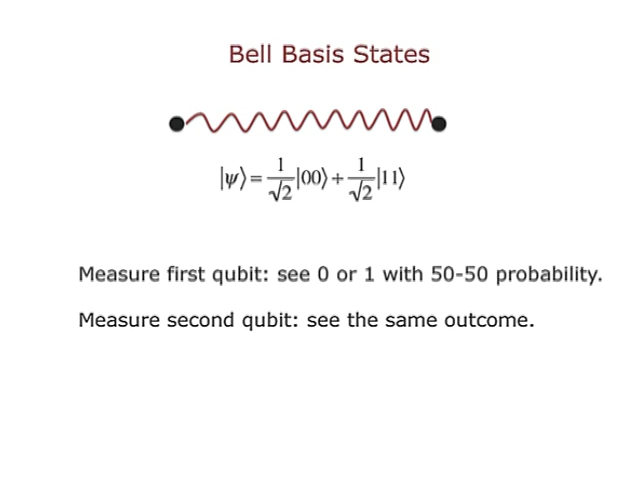 Bell Basis States
|ψ⟩ = 1/√2 |00⟩ + 1/√2 |11⟩
Measure first qubit: see 0 or 1 with 50-50 probability.
Measure second qubit: see the same outcome.